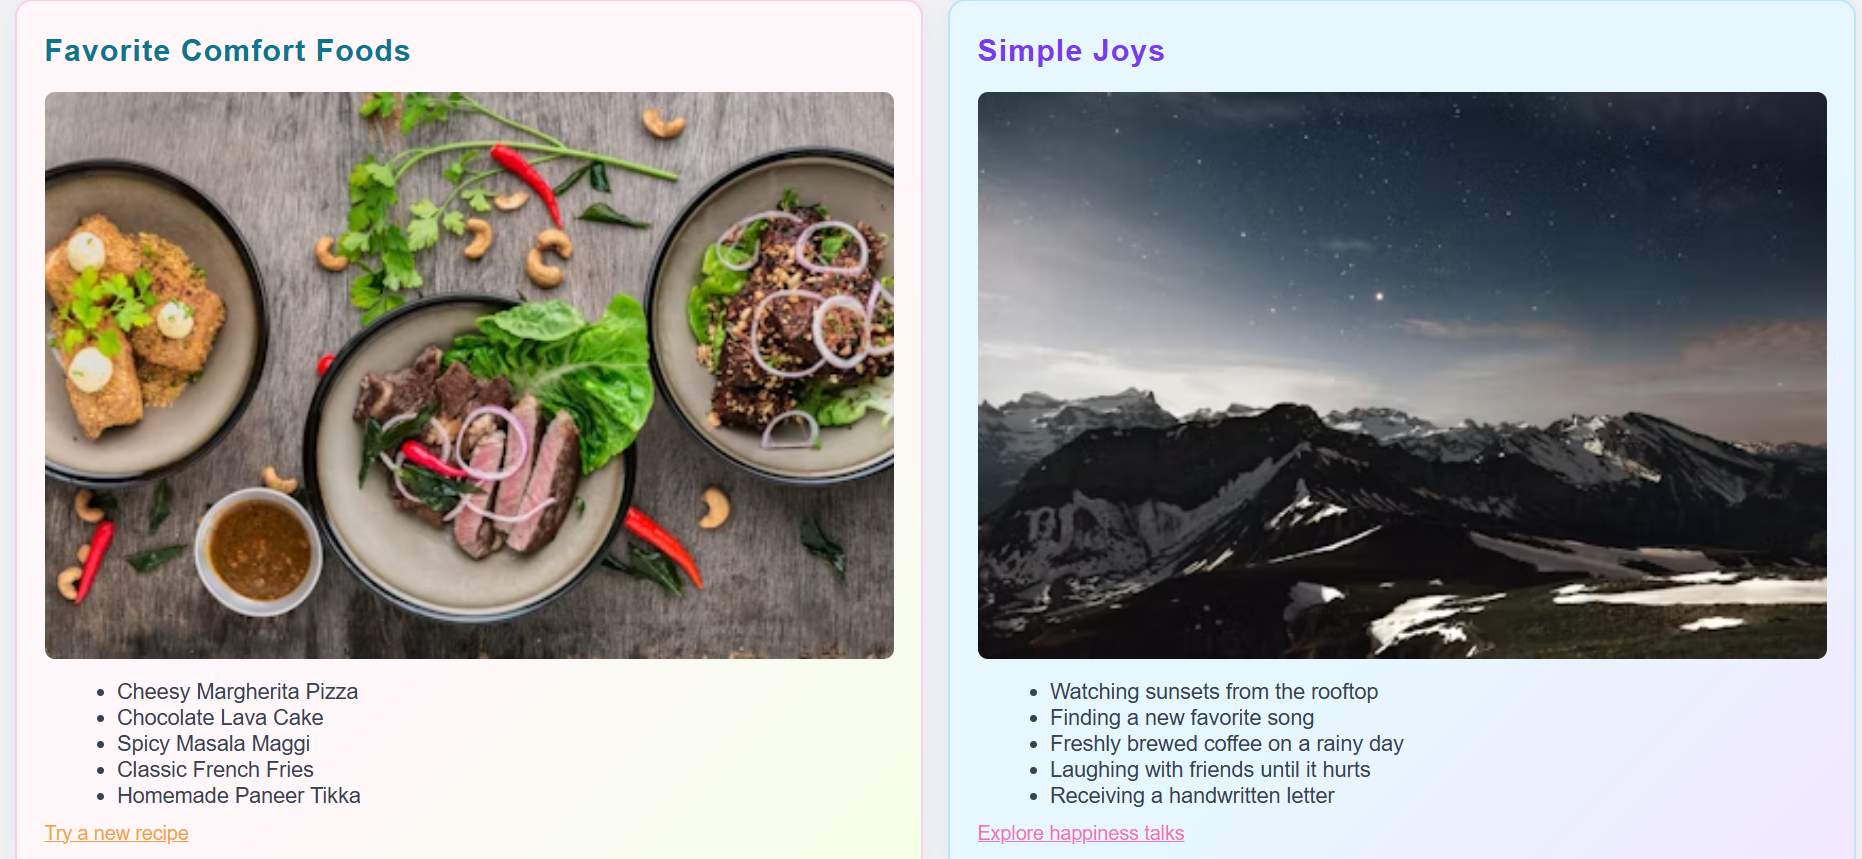 Favorite Comfort Foods
Cheesy Margherita Pizza
Chocolate Lava Cake
Spicy Masala Maggi
Classic French Fries
Homemade Paneer Tikka
Try a new recipe
Simple Joys
Watching sunsets from the rooftop
Finding a new favorite song
Freshly brewed coffee on a rainy day
Laughing with friends until it hurts
Receiving a handwritten letter
Explore happiness talks